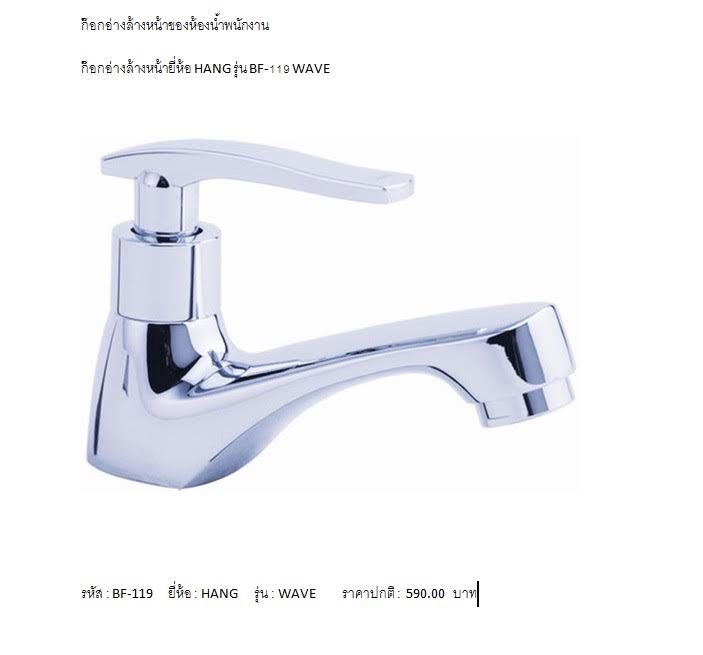 ก๊อกอ่างล้างหน้าของห้องน้ำพนักงาน
ก๊อกอ่างล้างหน้ายี่ห้อ HANG รุ่น BF-119 WAVE
รหัส : BF-119 ยี่ห้อ : HANG รุ่น : WAVE ราคาปกติ : 590.00 บาท